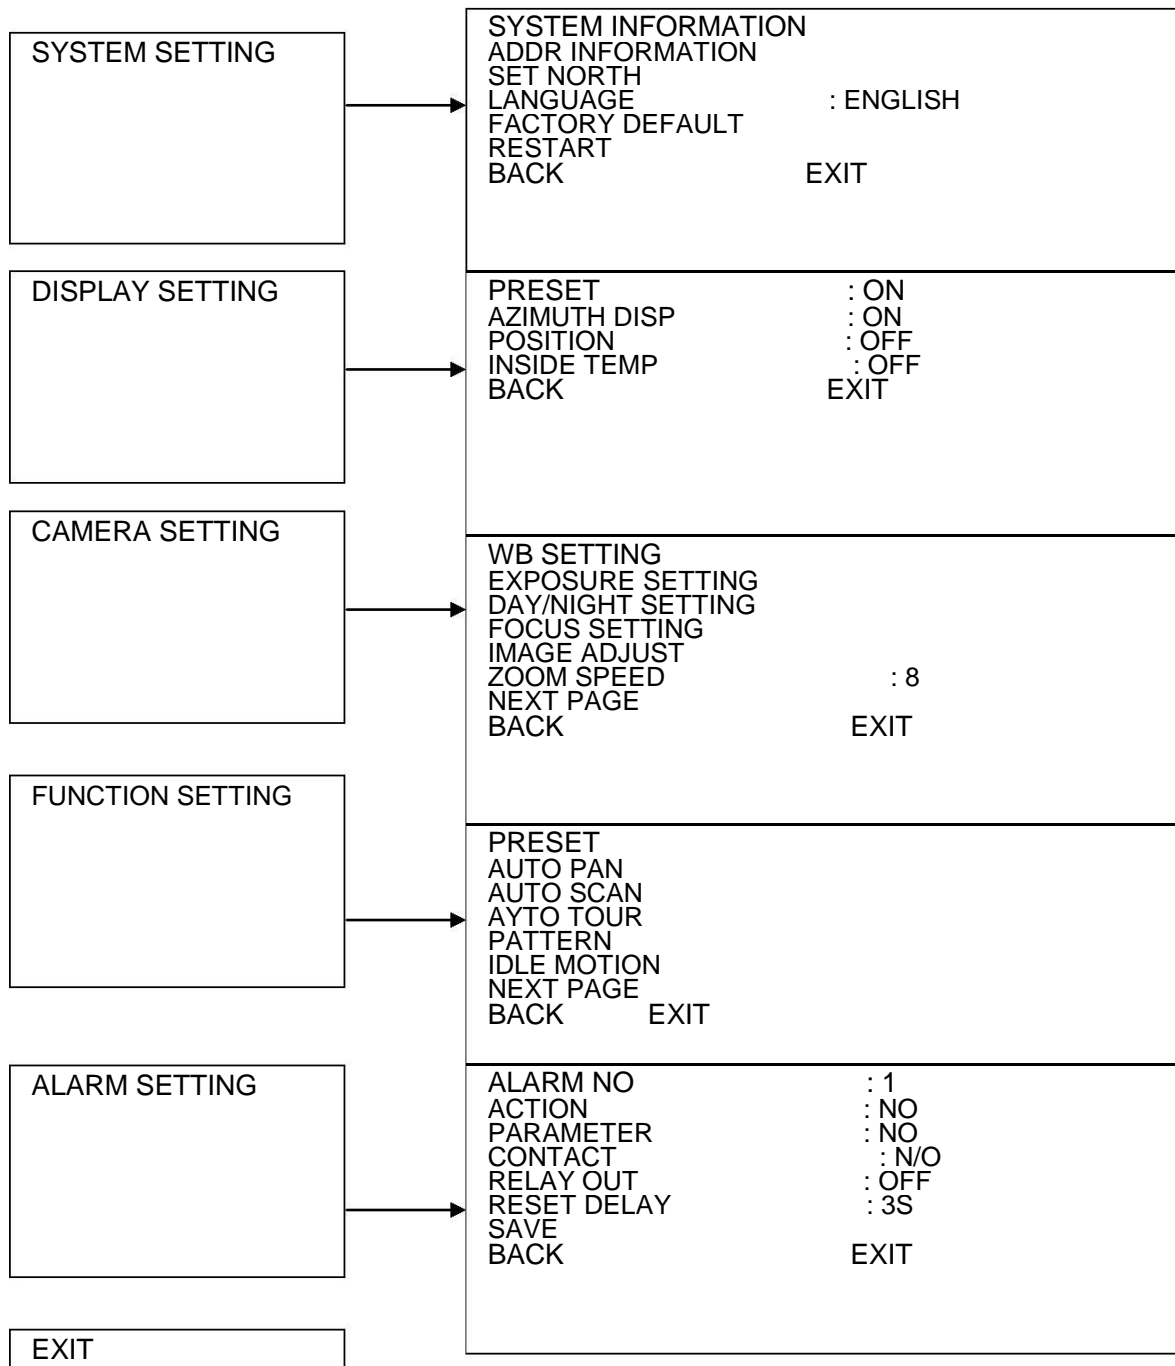 SYSTEM SETTING
SYSTEM INFORMATION
ADDR INFORMATION
SET NORTH
LANGUAGE : ENGLISH
FACTORY DEFAULT
RESTART
BACK EXIT
DISPLAY SETTING
PRESET : ON
AZIMUTH DISP : ON
POSITION : OFF
INSIDE TEMP : OFF
BACK EXIT
CAMERA SETTING
WB SETTING
EXPOSURE SETTING
DAY/NIGHT SETTING
FOCUS SETTING
IMAGE ADJUST
ZOOM SPEED : 8
NEXT PAGE
BACK EXIT
FUNCTION SETTING
PRESET
AUTO PAN
AUTO SCAN
AYTO TOUR
PATTERN
IDLE MOTION
NEXT PAGE
BACK EXIT
ALARM SETTING
ALARM NO : 1
ACTION : NO
PARAMETER : NO
CONTACT : N/O
RELAY OUT : OFF
RESET DELAY : 3S
SAVE
BACK EXIT
EXIT